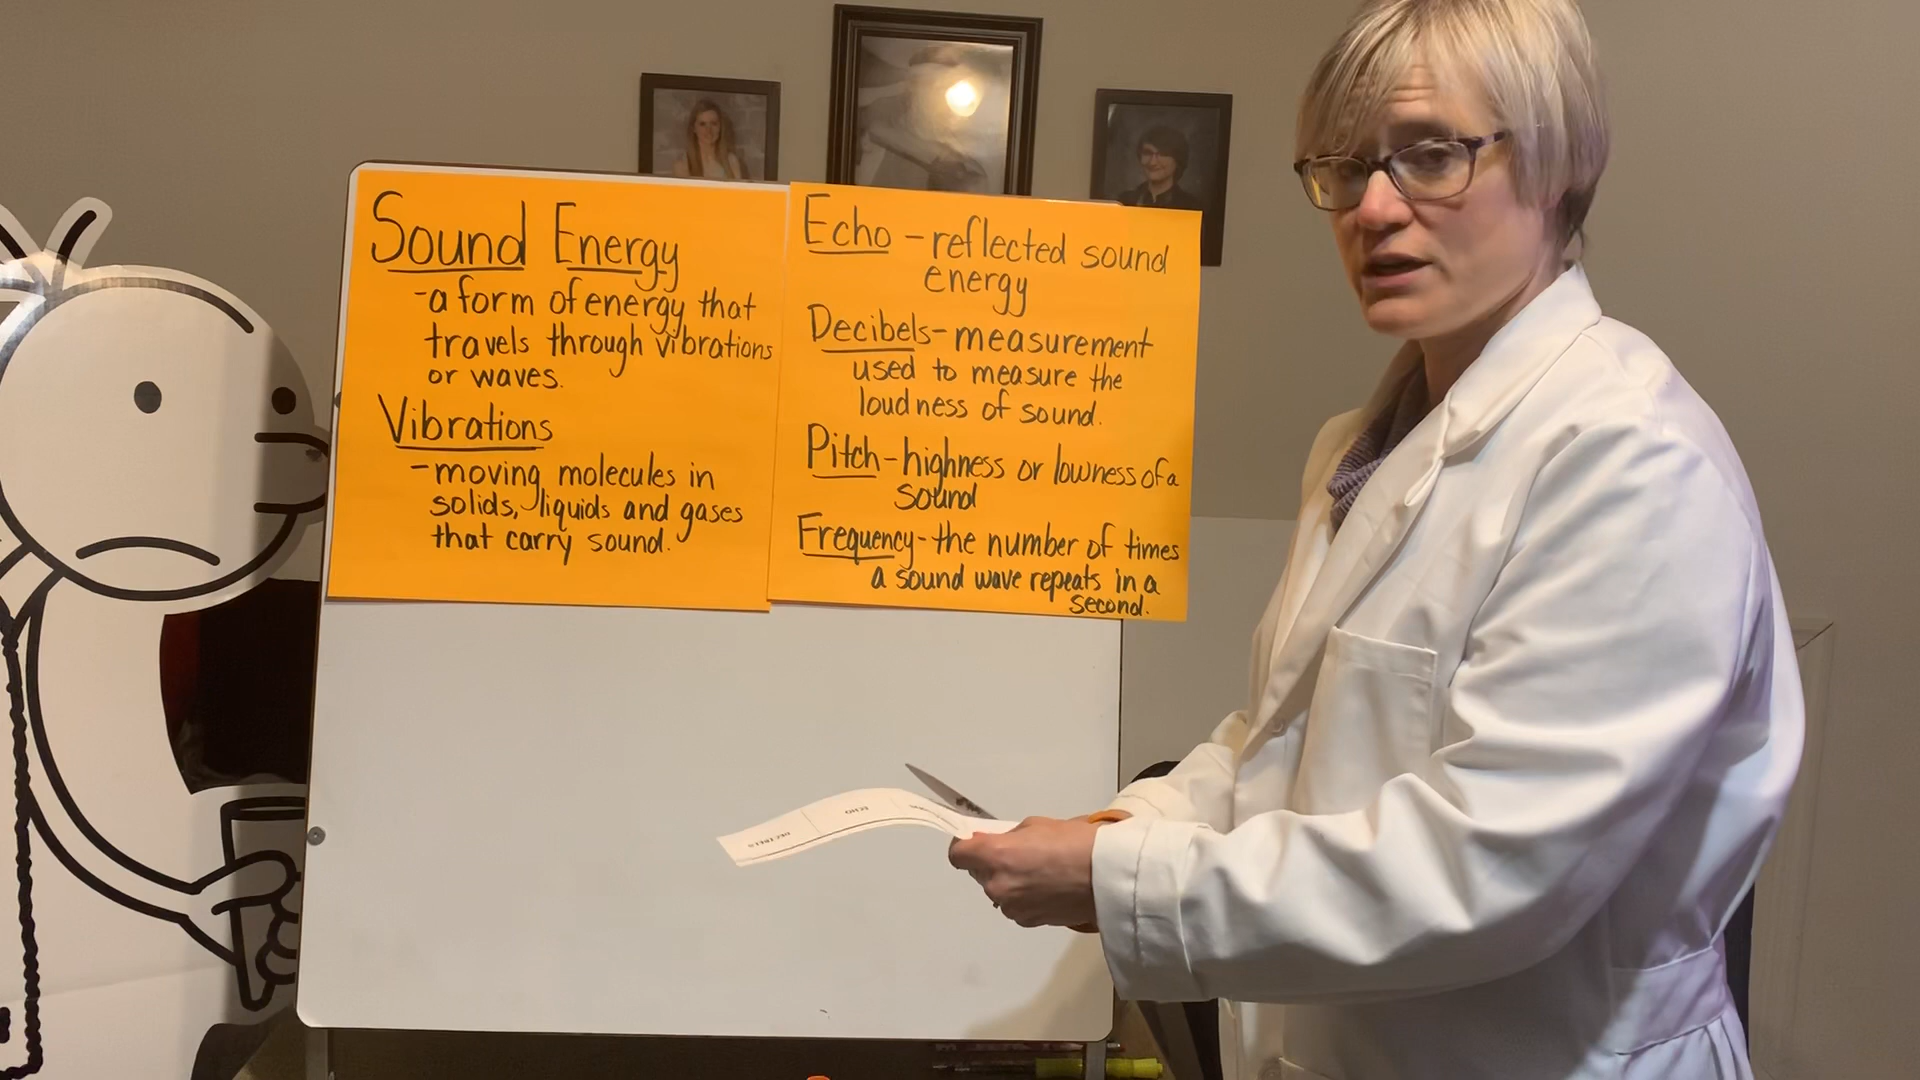 Sound Energy
-a form of energy that
travels through vibrations
or waves.
Vibrations
-moving molecules in
solids, liquids and gases
that carry sound.
Echo -reflected sound
energy
Decibels-measurement
used to measure the
loudness of sound.
Pitch-highness or lowness of a
sound
Frequency-the number of times
a sound wave repeats in a
second.
ECHO
DECIBELS